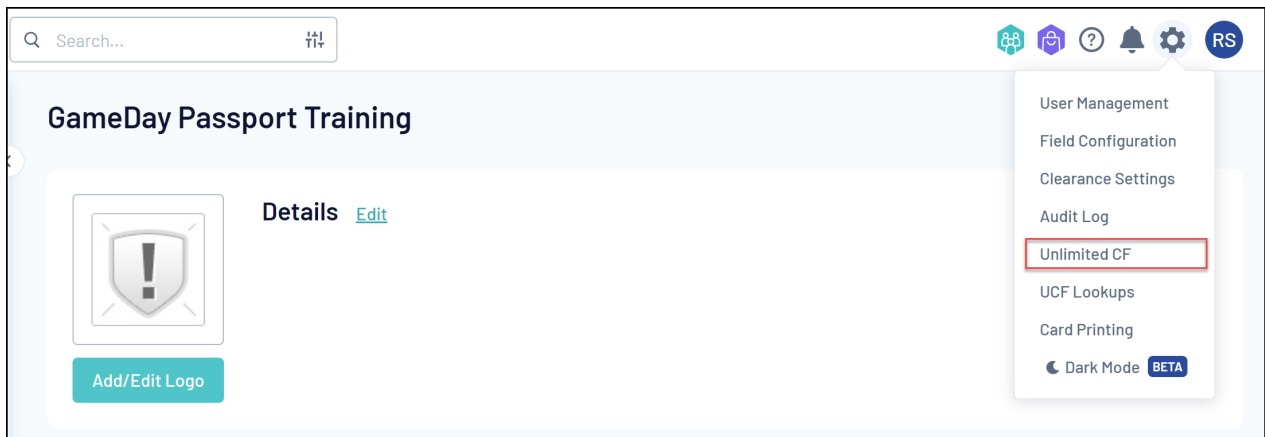 Search...
RS
GameDay Passport Training
Details Edit
Add/Edit Logo
User Management
Field Configuration
Clearance Settings
Audit Log
Unlimited CF
UCF Lookups
Card Printing
Dark Mode BETA